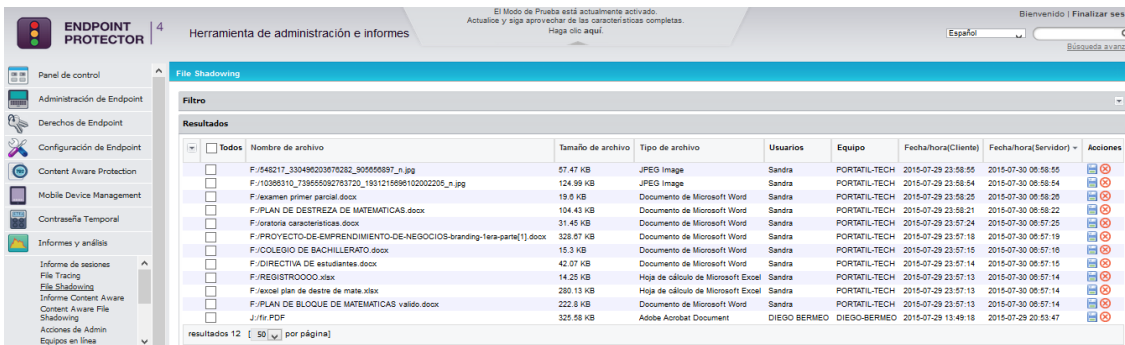 ENDPOINT PROTECTOR 4
Herramienta de administración e informes
El Modo de Prueba está actualmente activado.
Actualice y siga aprovechar de las características completas.
Haga clic aquí.
Bienvenido | Finalizar ses
Español
Búsqueda avanz
Panel de control
Administración de Endpoint
Derechos de Endpoint
Configuración de Endpoint
Content Aware Protection
Mobile Device Management
Contraseña Temporal
Informes y análisis
Informe de sesiones
File Tracing
File Shadowing
Informe Content Aware
Content Aware File Shadowing
Acciones de Admin
Equipos en línea
File Shadowing
Filtro
Resultados
Todos Nombre de archivo Tamaño de archivo Tipo de archivo Usuarios Equipo Fecha/hora(Cliente) Fecha/hora(Servidor) Acciones
F:/548217_330496203676282_905656897_n.jpg 57.47 KB JPEG Image Sandra PORTATIL-TECH 2015-07-29 23:58:55 2015-07-30 06:58:55
F:/10366310_739555092763720_1931215696102002205_n.jpg 124.99 KB JPEG Image Sandra PORTATIL-TECH 2015-07-29 23:58:54 2015-07-30 06:58:54
F:/examen primer parcial.docx 19.6 KB Documento de Microsoft Word Sandra PORTATIL-TECH 2015-07-29 23:58:25 2015-07-30 06:58:26
F:/PLAN DE DESTREZA DE MATEMATICAS.docx 104.43 KB Documento de Microsoft Word Sandra PORTATIL-TECH 2015-07-29 23:58:21 2015-07-30 06:58:22
F:/oratoria caracteristicas.docx 31.45 KB Documento de Microsoft Word Sandra PORTATIL-TECH 2015-07-29 23:57:24 2015-07-30 06:57:25
F:/PROYECTO-DE-EMPRENDIMIENTO-DE-NEGOCIOS-branding-1era-parte[1].docx 328.67 KB Documento de Microsoft Word Sandra PORTATIL-TECH 2015-07-29 23:57:18 2015-07-30 06:57:19
F:/COLEGIO DE BACHILLERATO.docx 15.3 KB Documento de Microsoft Word Sandra PORTATIL-TECH 2015-07-29 23:57:15 2015-07-30 06:57:16
F:/DIRECTIVA DE estudiantes.docx 42.07 KB Documento de Microsoft Word Sandra PORTATIL-TECH 2015-07-29 23:57:14 2015-07-30 06:57:15
F:/REGISTROOOO.xlsx 14.25 KB Hoja de cálculo de Microsoft Excel Sandra PORTATIL-TECH 2015-07-29 23:57:13 2015-07-30 06:57:14
F:/excel plan de destre de mate.xlsx 280.13 KB Hoja de cálculo de Microsoft Excel Sandra PORTATIL-TECH 2015-07-29 23:57:13 2015-07-30 06:57:14
F:/PLAN DE BLOQUE DE MATEMATICAS valido.docx 222.8 KB Documento de Microsoft Word Sandra PORTATIL-TECH 2015-07-29 23:57:13 2015-07-30 06:57:14
J:/fir.PDF 325.58 KB Adobe Acrobat Document DIEGO BERMEO DIEGO-BERMEO 2015-07-29 13:49:18 2015-07-29 20:53:47
resultados 12 [ 50 por página]